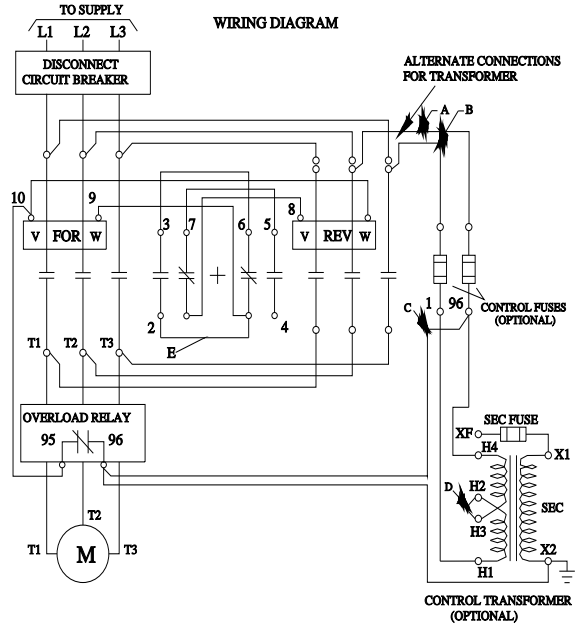 TO SUPPLY
WIRING DIAGRAM
L1 L2 L3
DISCONNECT
CIRCUIT BREAKER
ALTERNATE CONNECTIONS
FOR TRANSFORMER
A B
10 9 3 7 6 5 8
V FOR W
V REV W
2 4
E
C 1 96
CONTROL FUSES
(OPTIONAL)
T1 T2 T3
OVERLOAD RELAY
95 96
SEC FUSE
XF
H4 X1
D H2
SEC
H3
T2
T1 M T3
X2
H1
CONTROL TRANSFORMER
(OPTIONAL)